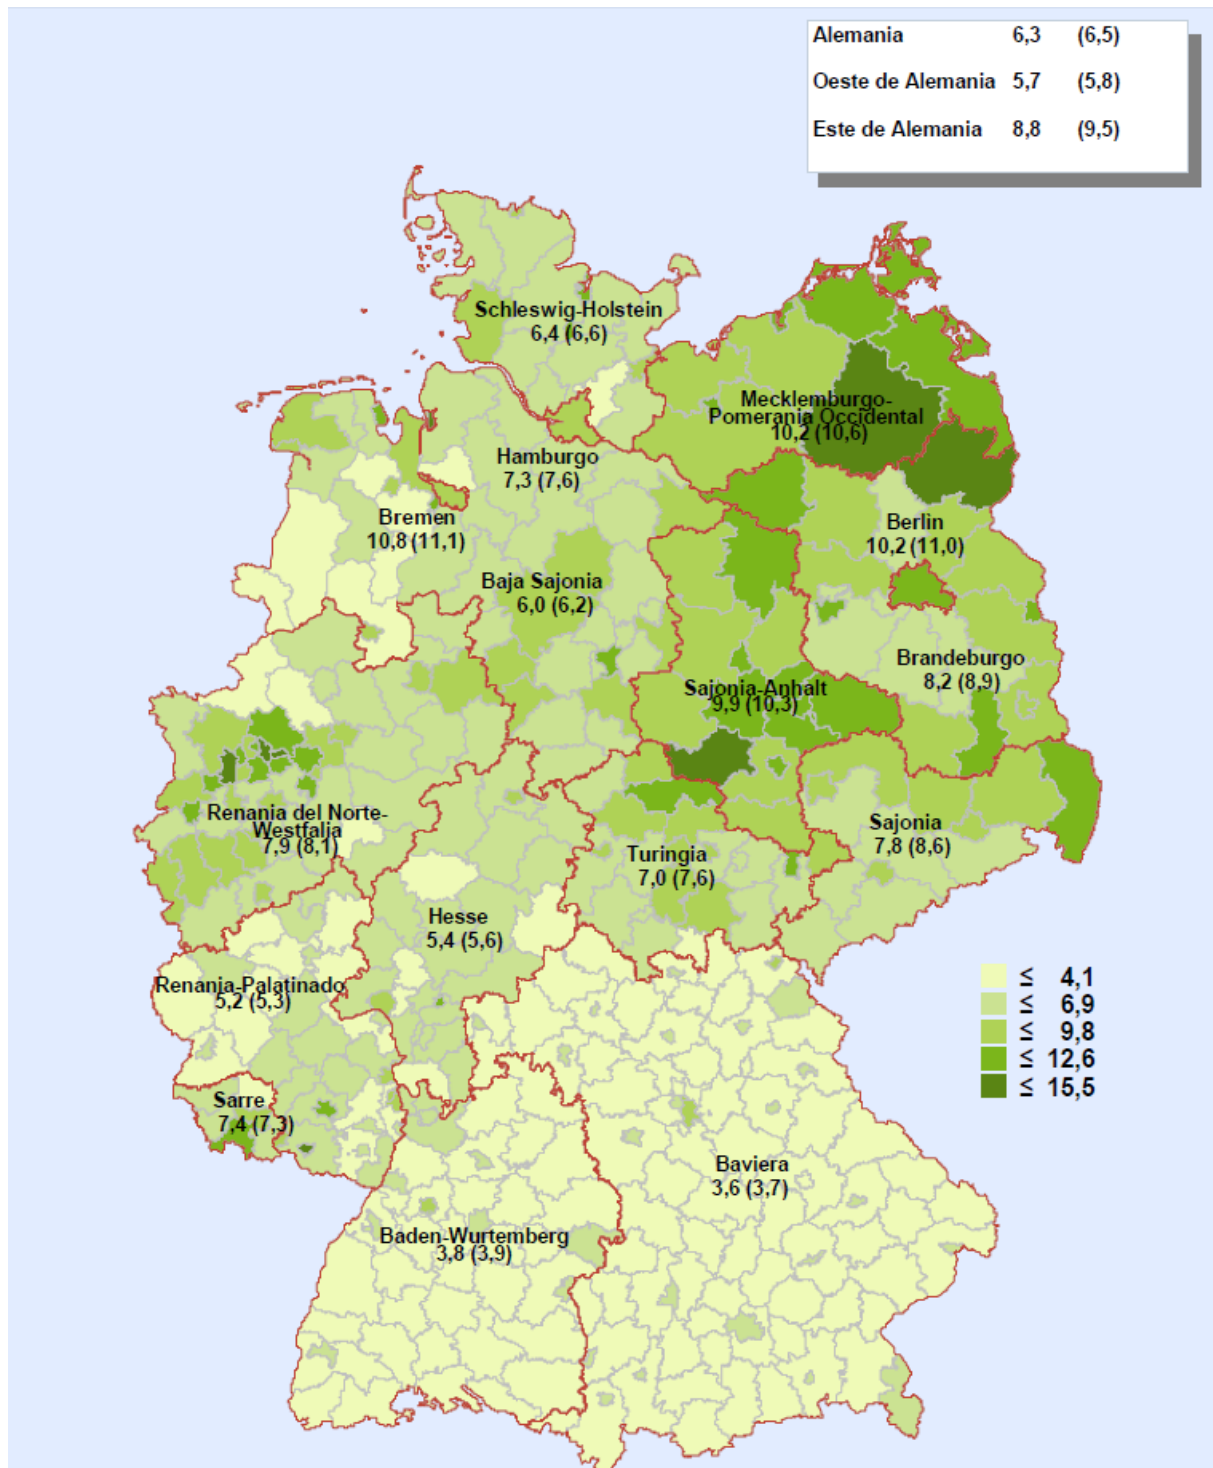 Alemania 6,3 (6,5)
Oeste de Alemania 5,7 (5,8)
Este de Alemania 8,8 (9,5)
Schleswig-Holstein
6,4 (6,6)
Mecklemburgo-
Pomerania Occidental
10,2 (10,6)
Hamburgo
7,3 (7,6)
Bremen
10,8 (11,1)
Berlin
10,2 (11,0)
Baja Sajonia
6,0 (6,2)
Brandeburgo
8,2 (8,9)
Sajonia-Anhalt
9,9 (10,3)
Renania del Norte-
Westfalia
7,9 (8,1)
Sajonia
7,8 (8,6)
Turingia
7,0 (7,6)
Hesse
5,4 (5,6)
Renania-Palatinado
5,2 (5,3)
≤ 4,1
≤ 6,9
≤ 9,8
≤ 12,6
≤ 15,5
Sarre
7,4 (7,3)
Baviera
3,6 (3,7)
Baden-Wurtemberg
3,8 (3,9)